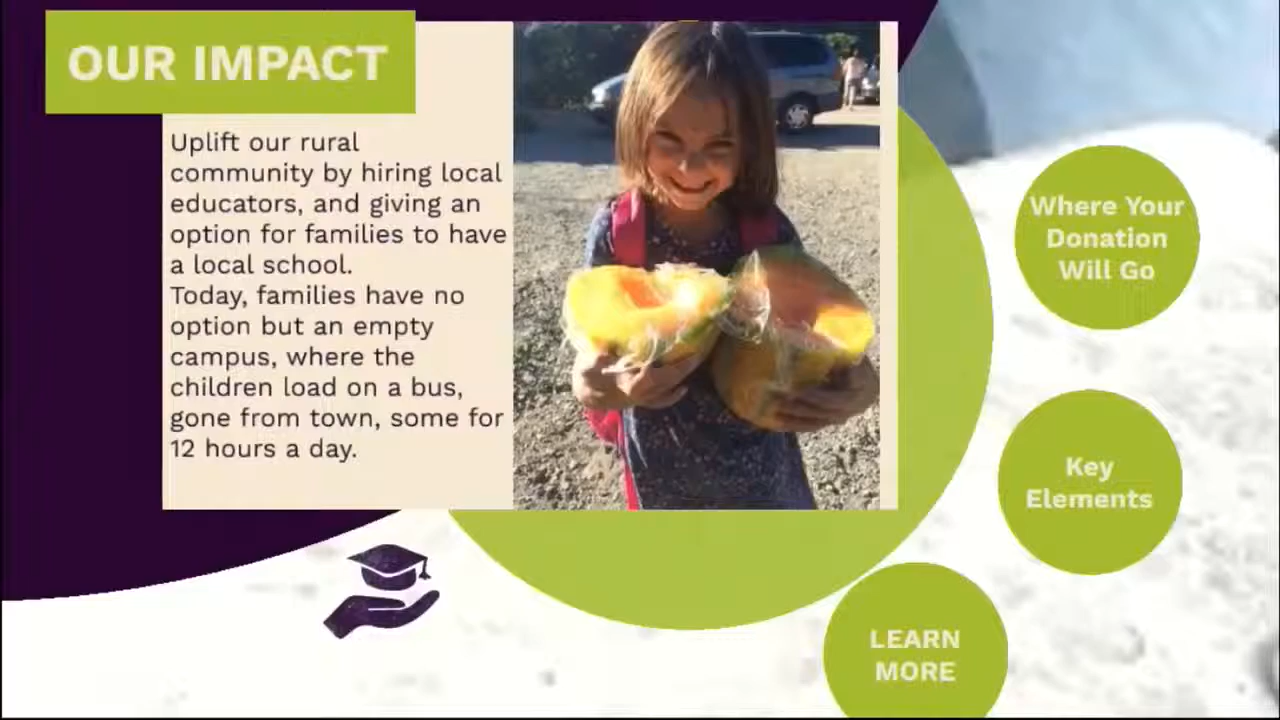 OUR IMPACT
Uplift our rural
community by hiring local
educators, and giving an
option for families to have
a local school.
Today, families have no
option but an empty
campus, where the
children load on a bus,
gone from town, some for
12 hours a day.
Where Your
Donation
Will Go
Key
Elements
LEARN
MORE